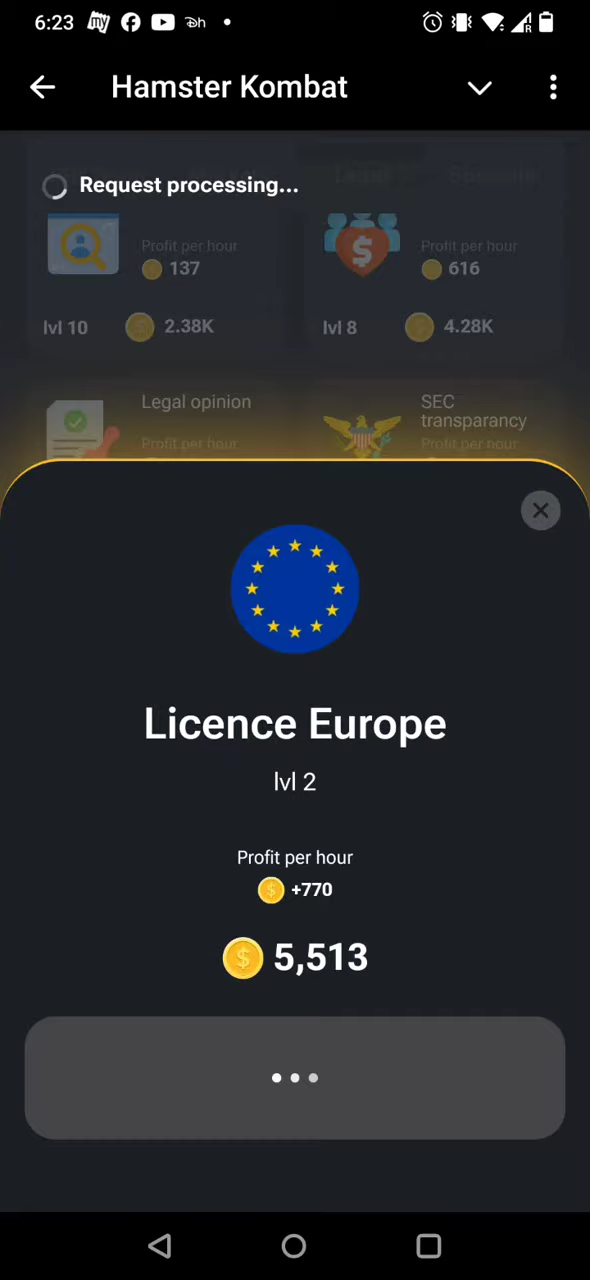 6:23
Hamster Kombat
Request processing...
Profit per hour
137
Profit per hour
616
lvl 10
2.38K
lvl 8
4.28K
Legal opinion
Profit per hour
SEC
transparancy
Profit per hour
Licence Europe
lvl 2
Profit per hour
+770
5,513